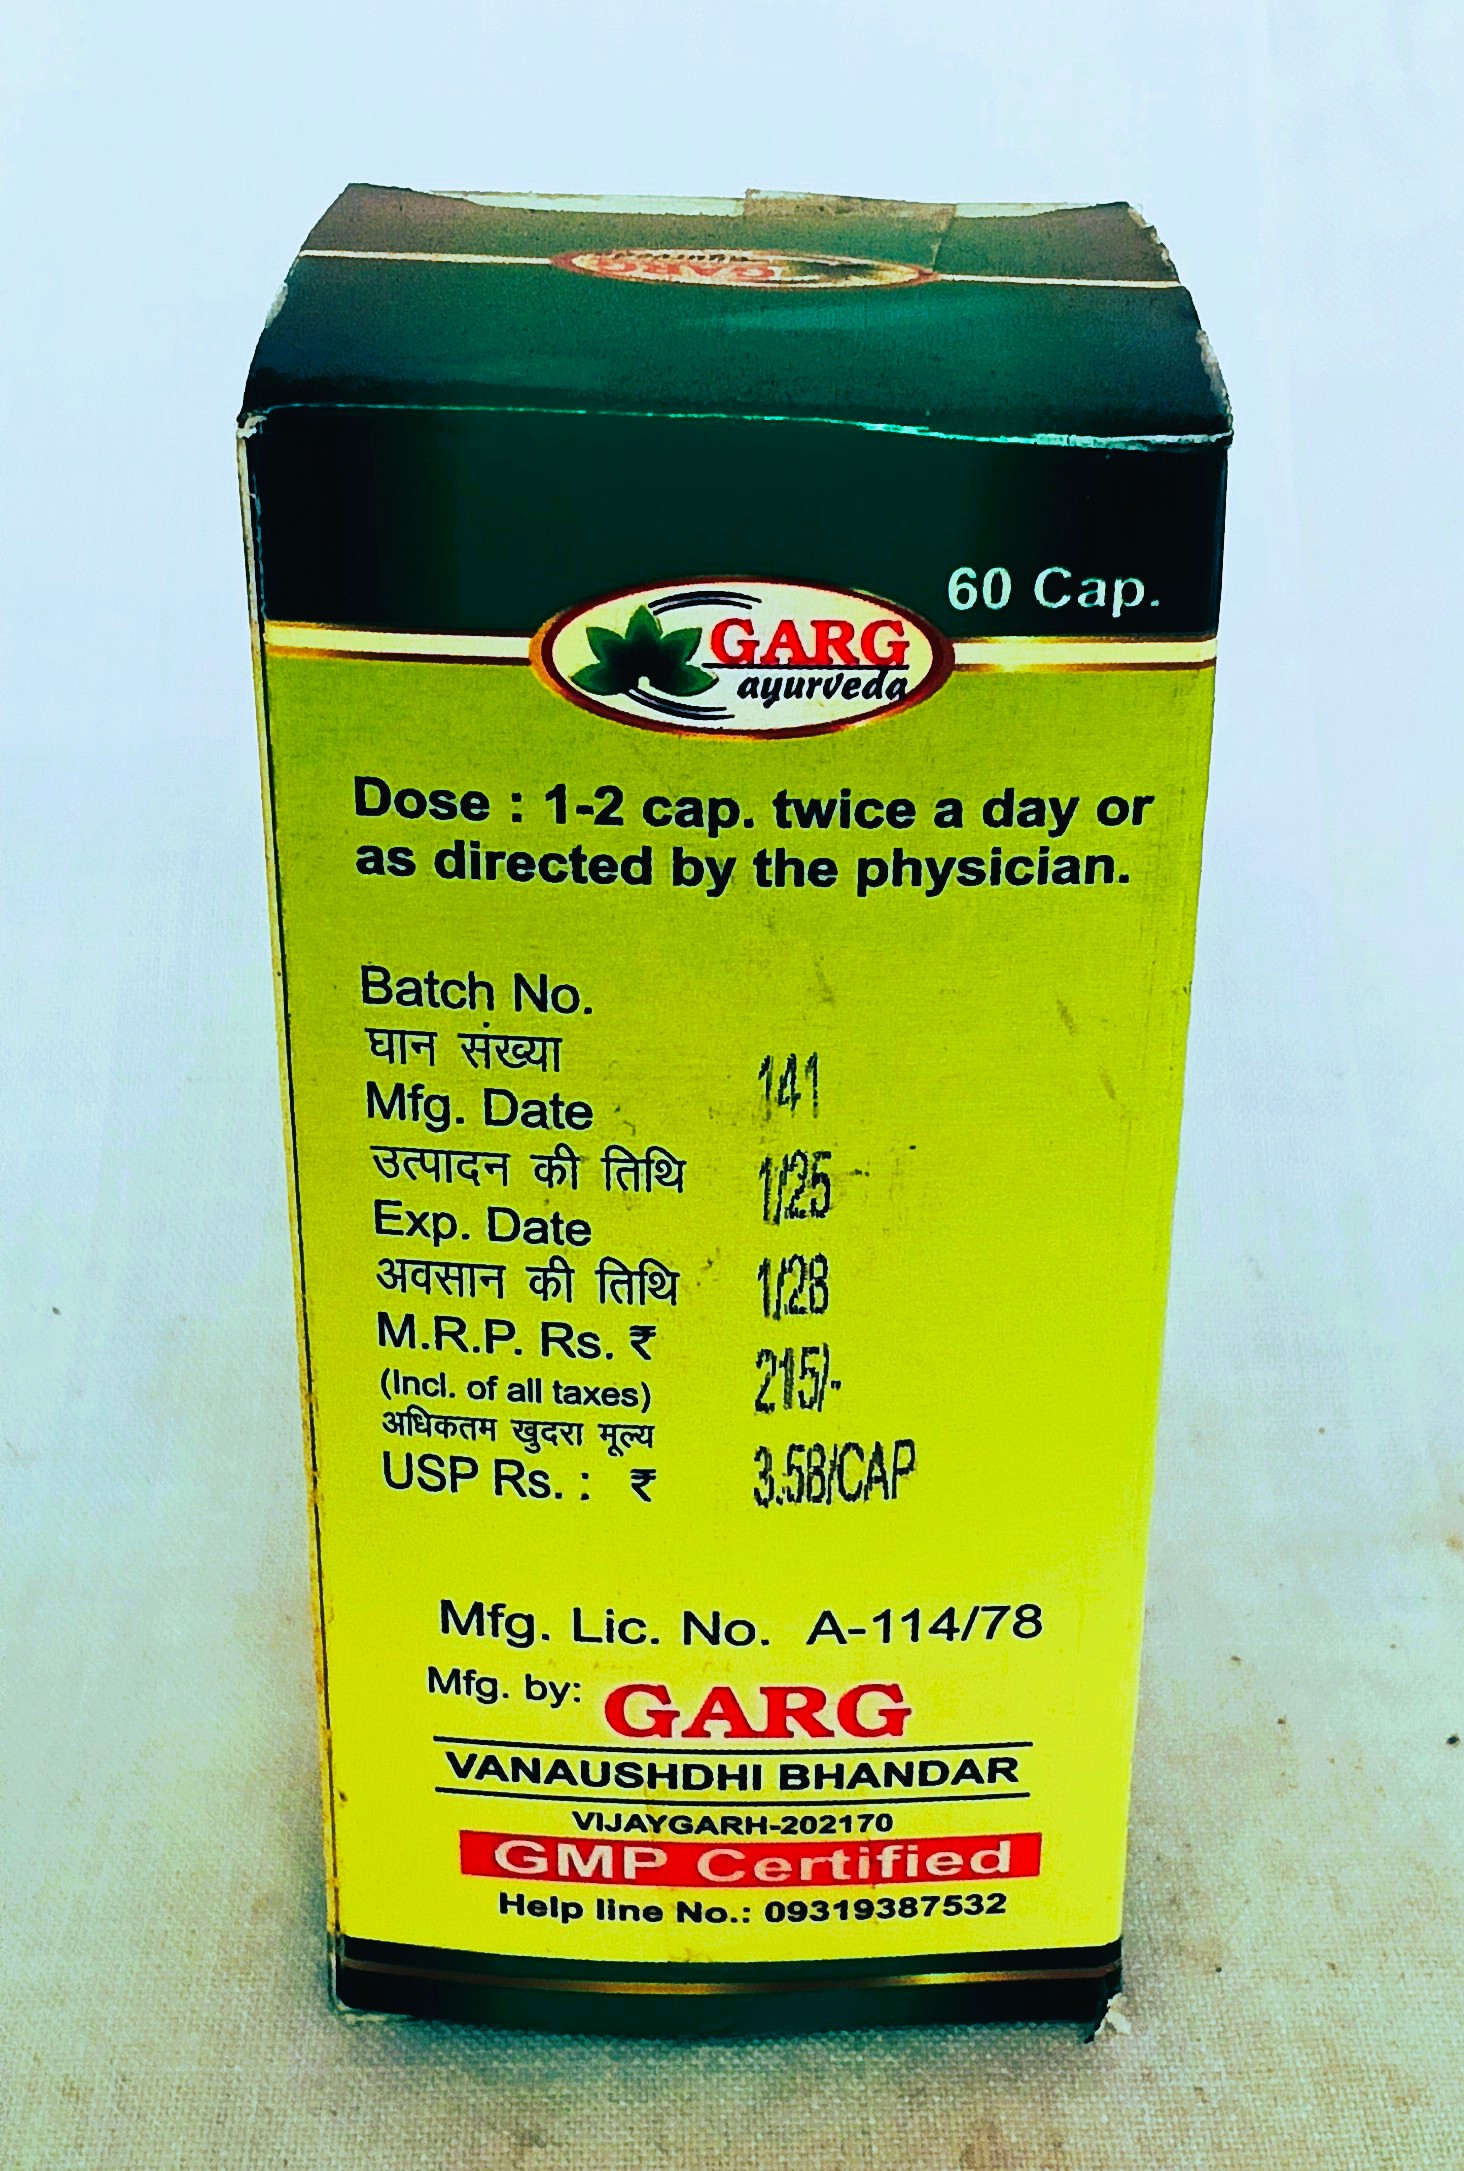 GARG
60 Cap.
GARG
ayurveda
Dose : 1-2 cap. twice a day or
as directed by the physician.
Batch No.
घान संख्या 141
Mfg. Date
उत्पादन की तिथि 1/25
Exp. Date
अवसान की तिथि 1/28
M.R.P. Rs. ₹
(Incl. of all taxes) 215/-
अधिकतम खुदरा मूल्य
USP Rs. : ₹ 3.58/CAP
Mfg. Lic. No. A-114/78
Mfg. by: GARG
VANAUSHDHI BHANDAR
VIJAYGARH-202170
GMP Certified
Help line No.: 09319387532